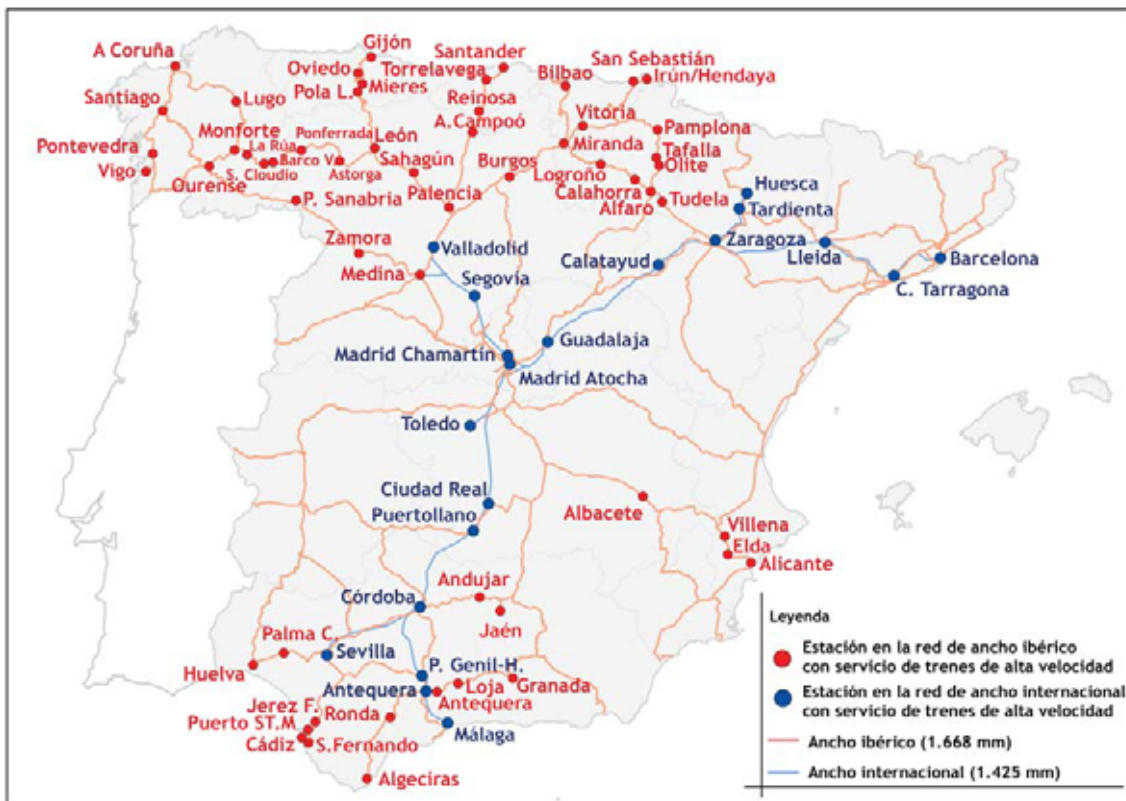 Gijón
A Coruña
Santander
San Sebastián
Oviedo
Torrelavega
Bilbao
Irún/Hendaya
Pola L.
Mieres
Santiago
Lugo
Reinosa
Vitoria
A.Campoó
Pamplona
Monforte
Ponferrada
León
Miranda
Tafalla
Pontevedra
La Rúa
Barco V.
Sahagún
Burgos
Olite
Vigo
S. Cloudio
Astorga
Logroño
Ourense
Palencia
Calahorra
Huesca
P. Sanabria
Alfaro
Tudela
Tardienta
Zamora
Valladolid
Zaragoza
Medina
Segovia
Calatayud
Lleida
Barcelona
C. Tarragona
Guadalaja
Madrid Chamartín
Madrid Atocha
Toledo
Ciudad Real
Puertollano
Albacete
Villena
Elda
Alicante
Andujar
Córdoba
Jaén
Palma C.
Sevilla
Huelva
P. Genil-H.
Antequera
Loja
Granada
Antequera
Jerez F.
Ronda
Puerto ST.M
Málaga
Cádiz
S.Fernando
Algeciras
Leyenda
Estación en la red de ancho ibérico
con servicio de trenes de alta velocidad
Estación en la red de ancho internacional
con servicio de trenes de alta velocidad
Ancho ibérico (1.668 mm)
Ancho internacional (1.425 mm)